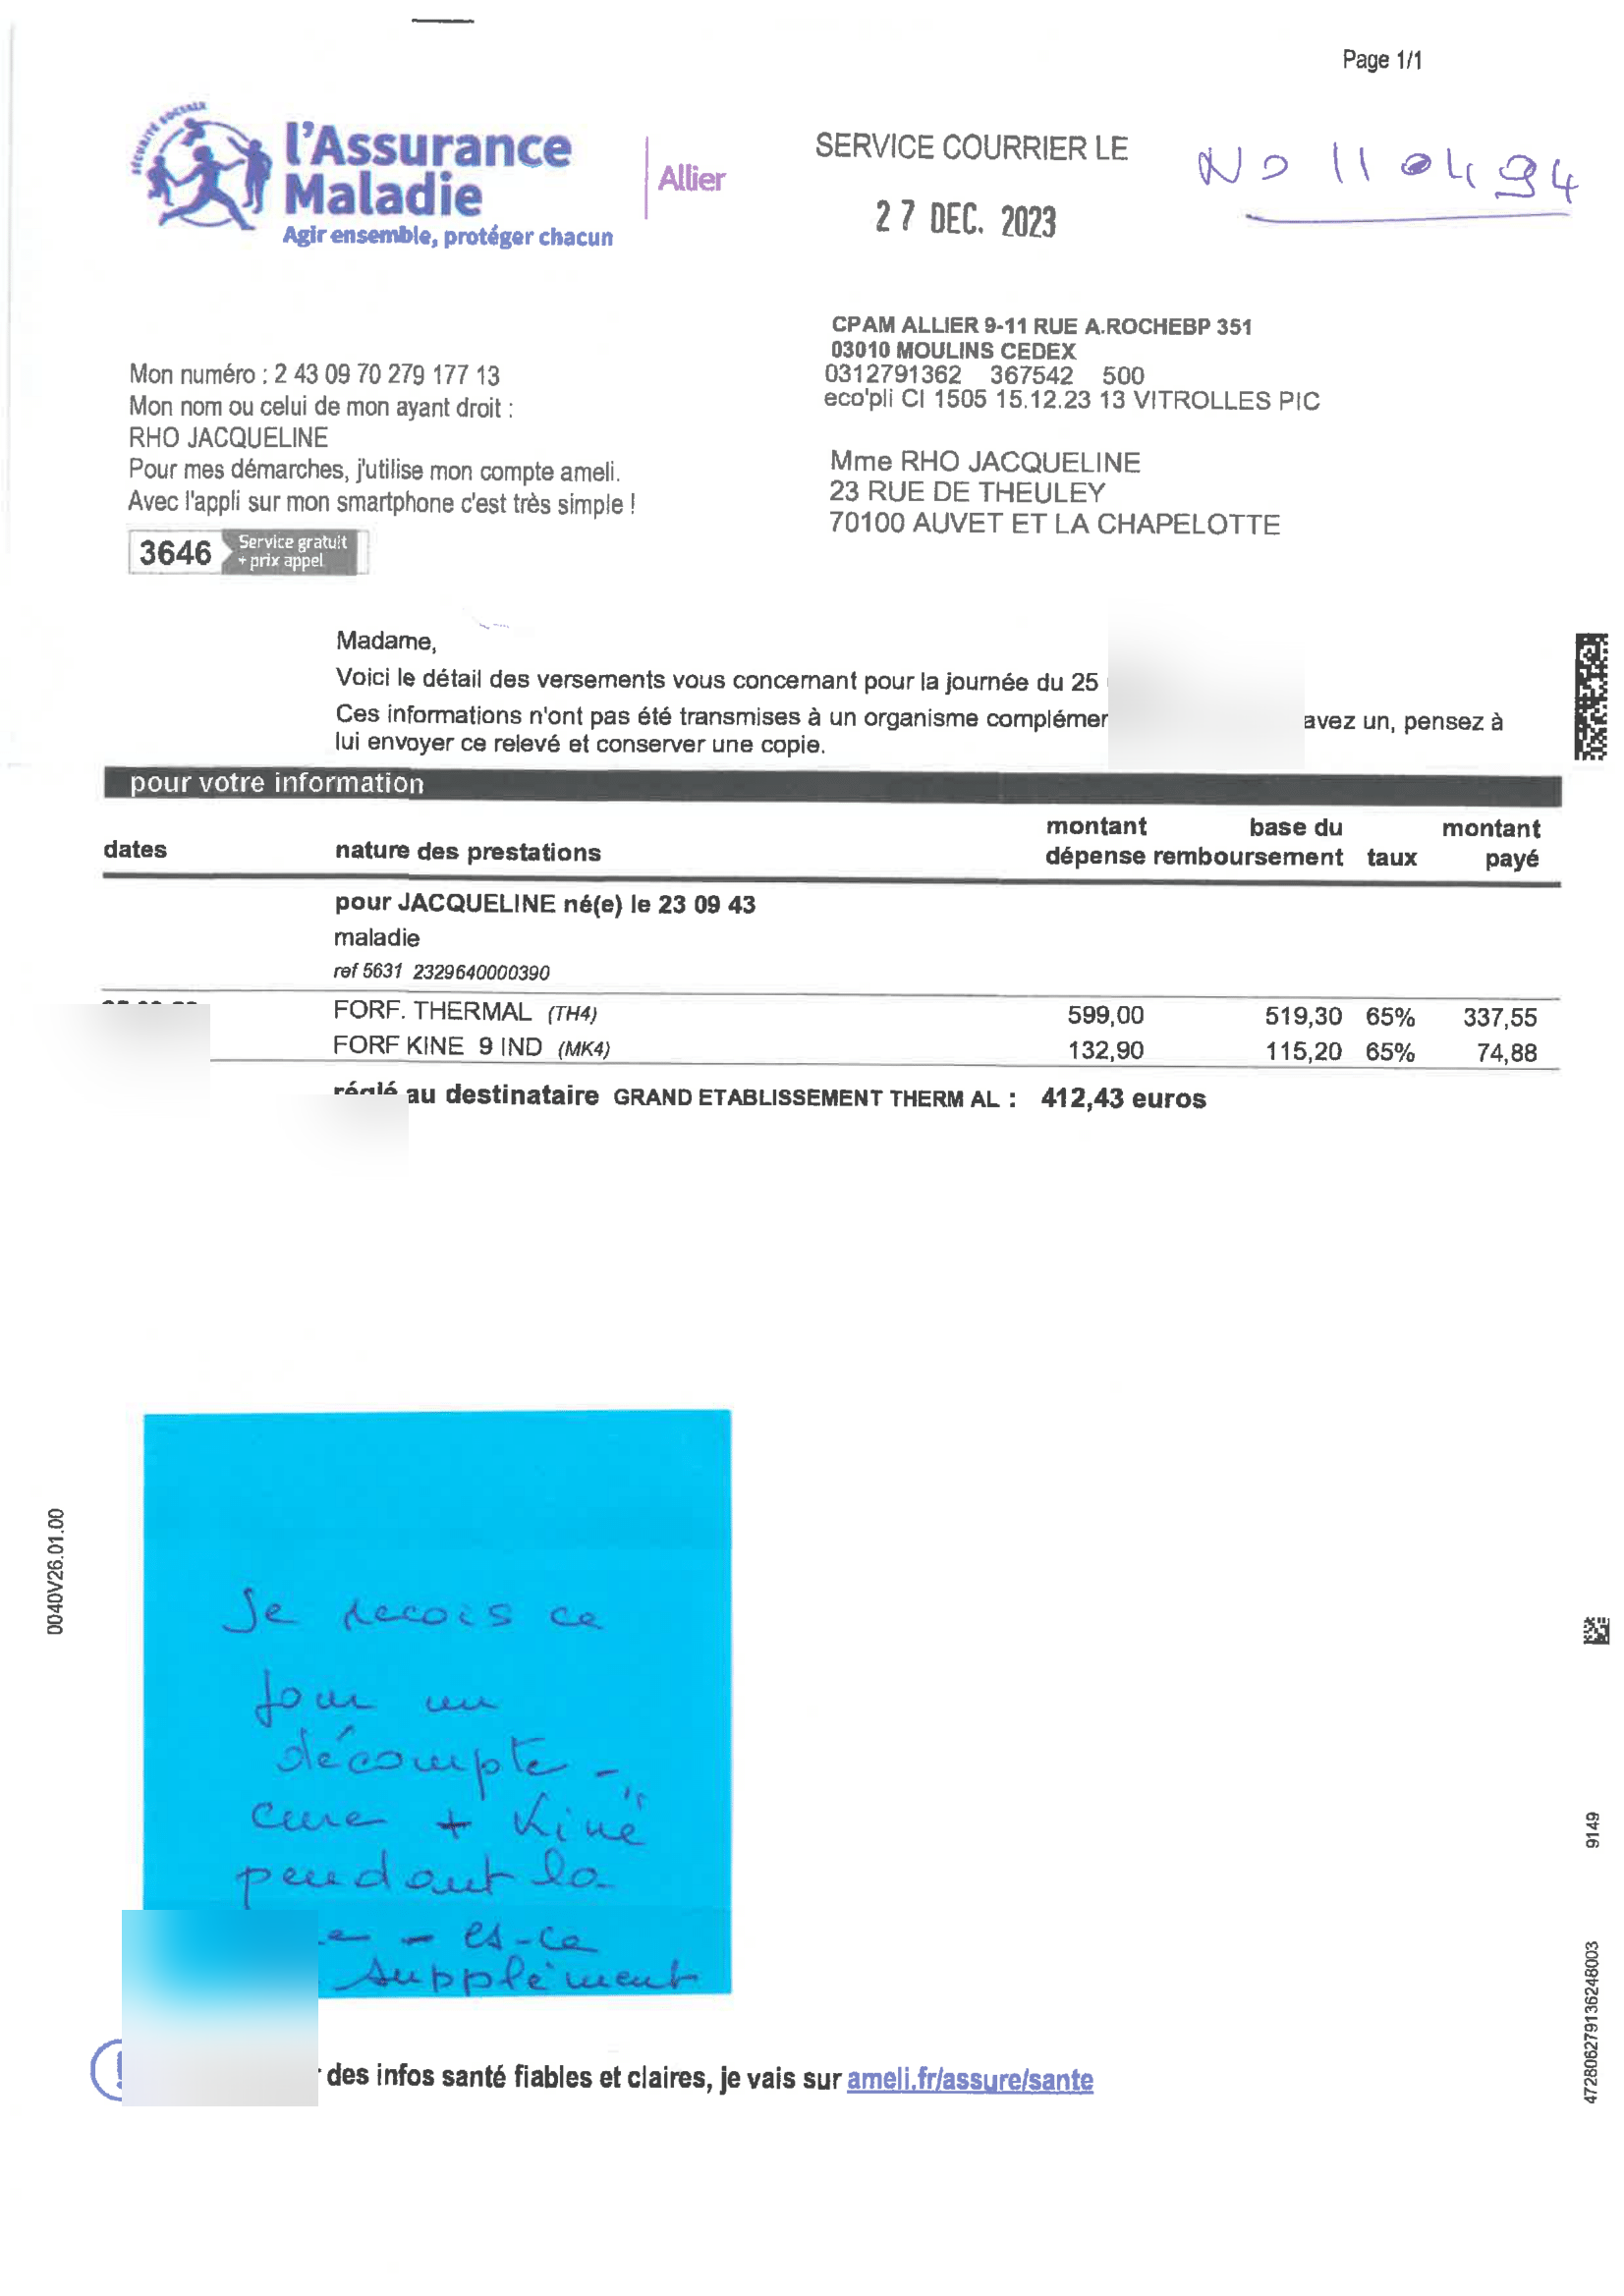 Page 1/1
SÉCURITÉ SOCIALE
l'Assurance
Maladie
Agir ensemble, protéger chacun
Allier
SERVICE COURRIER LE
27 DEC. 2023
No 110494
CPAM ALLIER 9-11 RUE A.ROCHEBP 351
03010 MOULINS CEDEX
0312791362 367542 500
eco'pli CI 1505 15.12.23 13 VITROLLES PIC
Mon numéro : 2 43 09 70 279 177 13
Mon nom ou celui de mon ayant droit :
RHO JACQUELINE
Pour mes démarches, j'utilise mon compte ameli.
Avec l'appli sur mon smartphone c'est très simple !
3646 Service gratuit
+ prix appel
Mme RHO JACQUELINE
23 RUE DE THEULEY
70100 AUVET ET LA CHAPELOTTE
Madame,
Voici le détail des versements vous concernant pour la journée du 25
Ces informations n'ont pas été transmises à un organisme complémen avez un, pensez à
lui envoyer ce relevé et conserver une copie.
pour votre information
dates nature des prestations montant dépense base du remboursement taux montant payé
pour JACQUELINE né(e) le 23 09 43
maladie
ref 5631 2329640000390
FORF. THERMAL (TH4) 599,00 519,30 65% 337,55
FORF KINE 9 IND (MK4) 132,90 115,20 65% 74,88
réglé au destinataire GRAND ETABLISSEMENT THERM AL : 412,43 euros
Je recois ce
jour un
décompte -
cure + Kiné
pendant la
- es-ce
supplément
des infos santé fiables et claires, je vais sur ameli.fr/assure/sante
0040V26.01.00
9149
472806279136248003